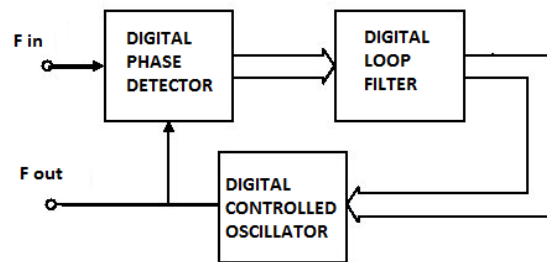 F in
DIGITAL
PHASE
DETECTOR
DIGITAL
LOOP
FILTER
F out
DIGITAL
CONTROLLED
OSCILLATOR